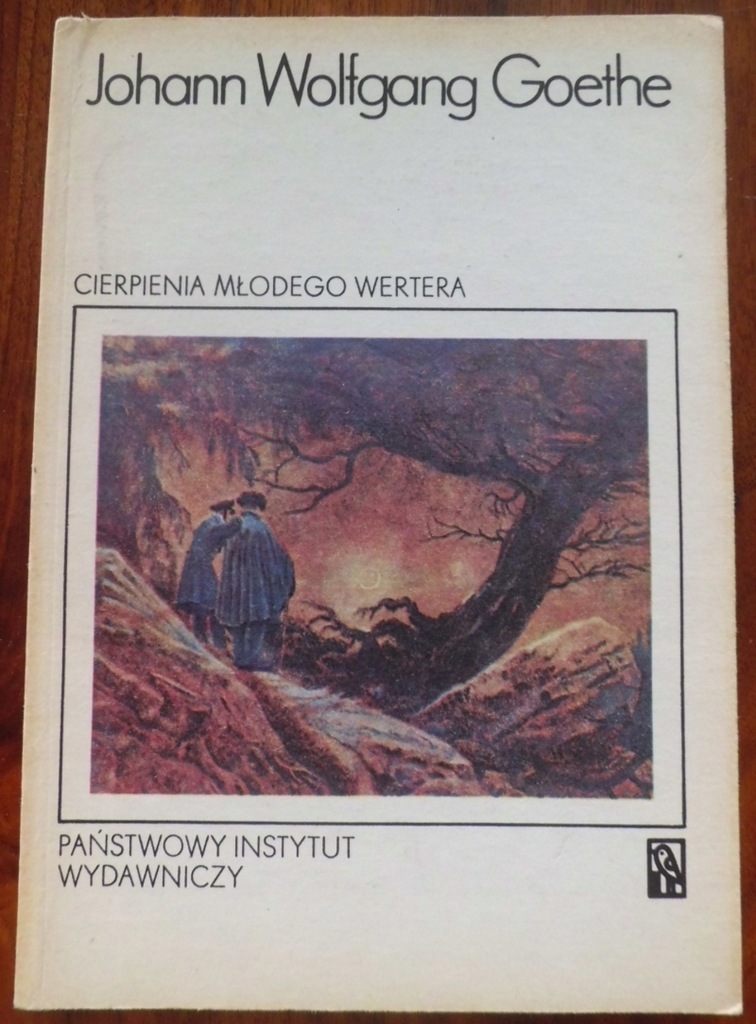 Johann Wolfgang Goethe
CIERPIENIA MŁODEGO WERTERA
PAŃSTWOWY INSTYTUT
WYDAWNICZY